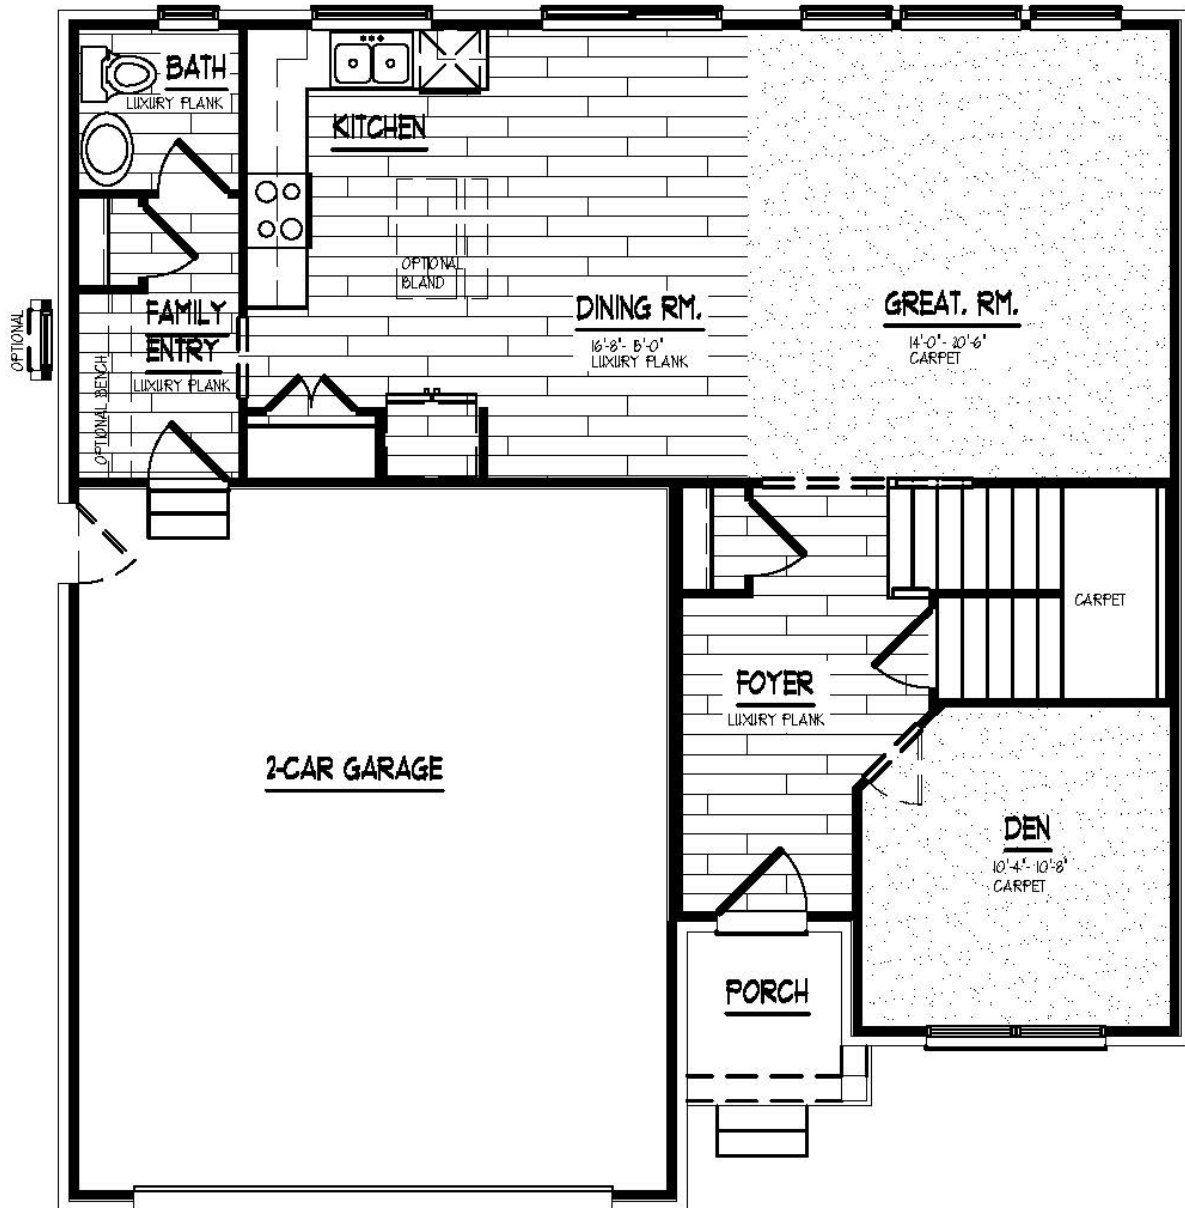 BATH
LUXURY PLANK
KITCHEN
OPTIONAL
ISLAND
FAMILY
ENTRY
LUXURY PLANK
OPTIONAL
OPTIONAL BENCH
DINING RM.
16'-8"- 15'-0"
LUXURY PLANK
GREAT. RM.
14'-0"- 20'-6"
CARPET
CARPET
FOYER
LUXURY PLANK
2-CAR GARAGE
DEN
10'-4"- 10'-8"
CARPET
PORCH